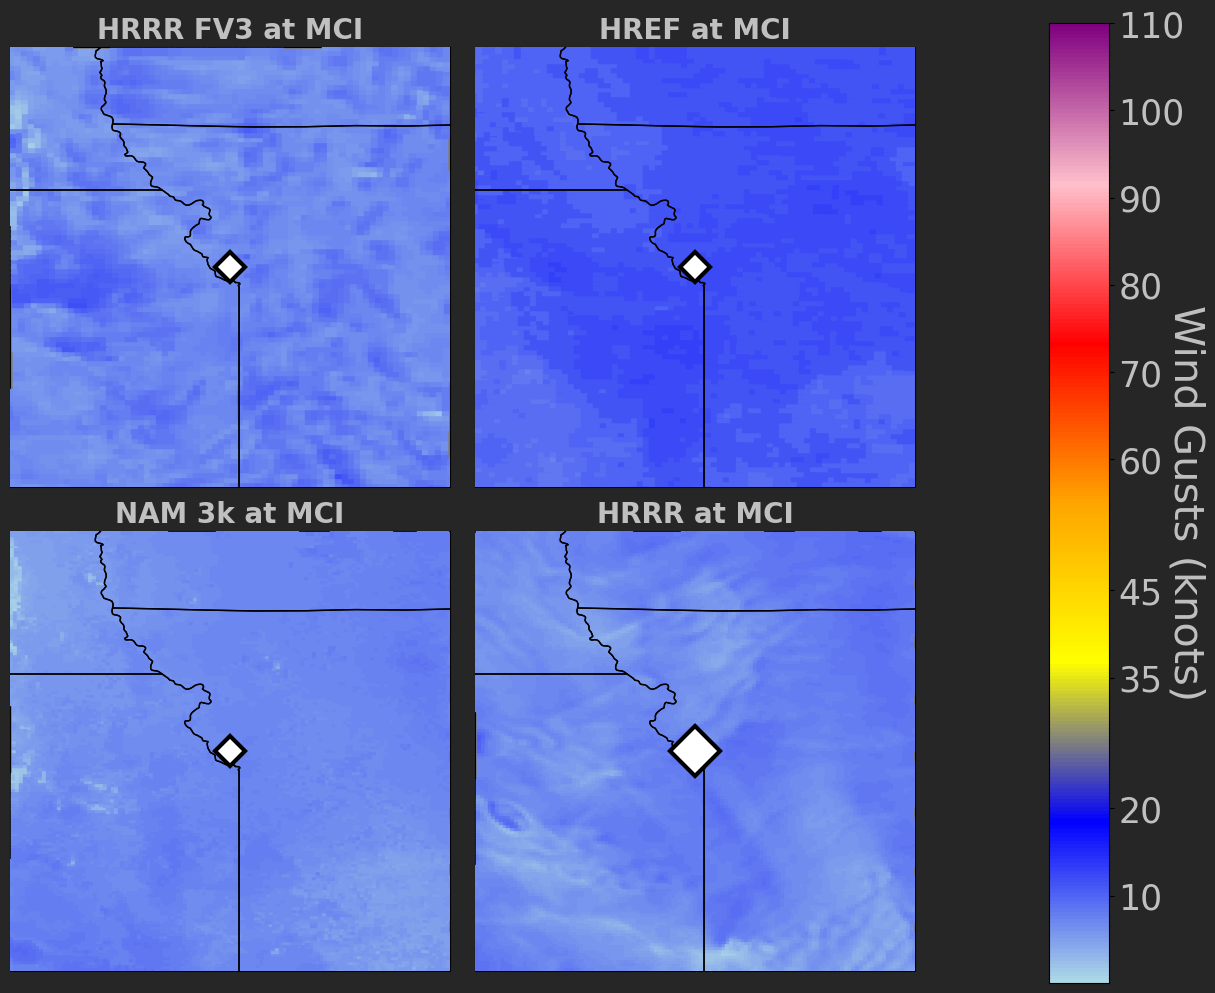 HRRR FV3 at MCI
HREF at MCI
NAM 3k at MCI
HRRR at MCI
110
100
90
80
70
60
45
35
20
10
Wind Gusts (knots)